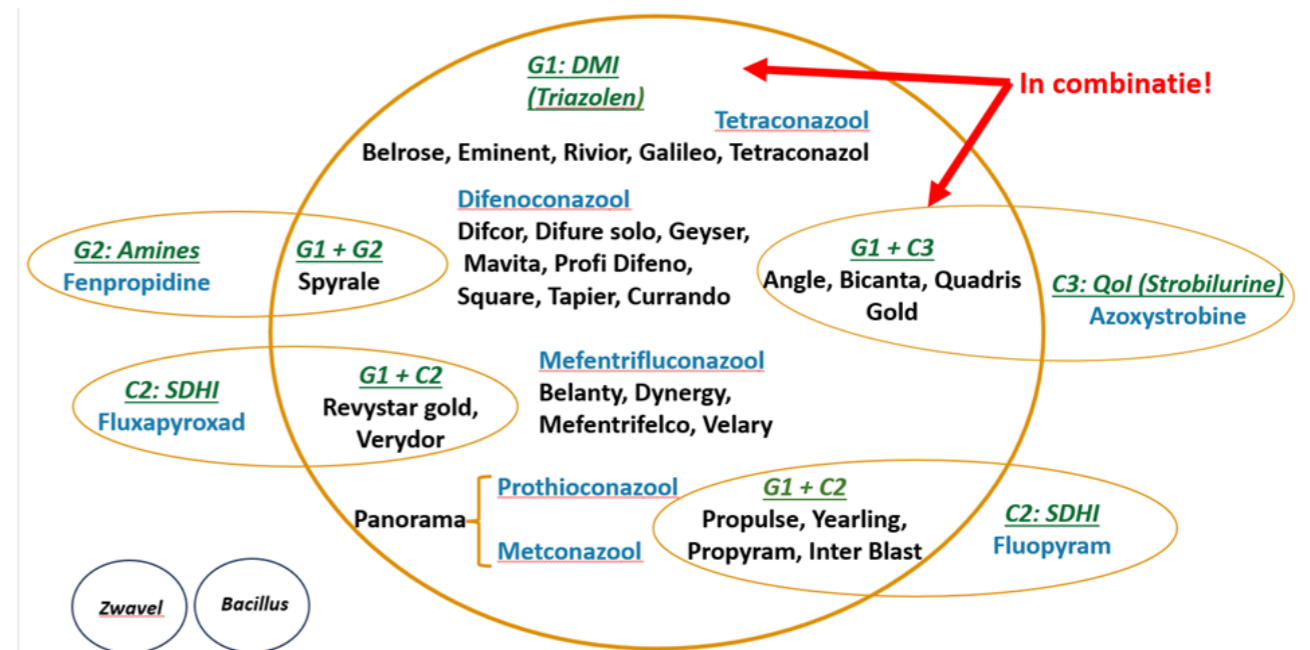 G1: DMI
(Triazolen)
In combinatie!
Tetraconazool
Belrose, Eminent, Rivior, Galileo, Tetraconazol
Difenoconazool
Difcor, Difure solo, Geyser,
Mavita, Profi Difeno,
Square, Tapier, Currando
G2: Amines
Fenpropidine
G1 + G2
Spyrale
G1 + C3
Angle, Bicanta, Quadris
Gold
C3: QoI (Strobilurine)
Azoxystrobine
Mefentrifluconazool
Belanty, Dynergy,
Mefentrifelco, Velary
C2: SDHI
Fluxapyroxad
G1 + C2
Revystar gold,
Verydor
Panorama
Prothioconazool
Metconazool
G1 + C2
Propulse, Yearling,
Propyram, Inter Blast
C2: SDHI
Fluopyram
Zwavel
Bacillus